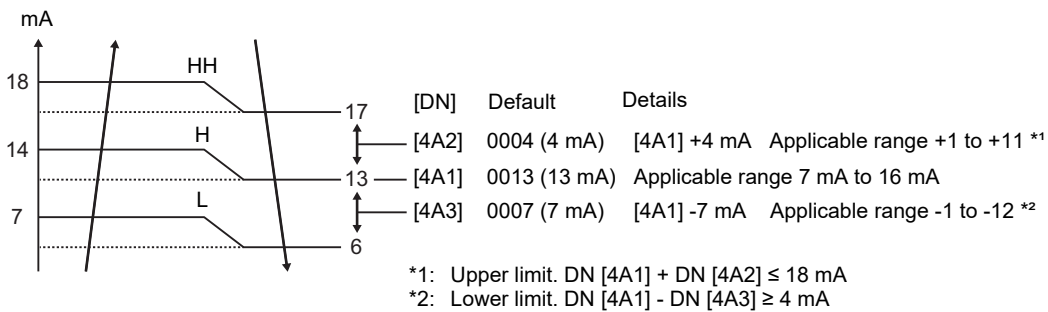 mA
18
HH
17
[DN] Default Details
[4A2] 0004 (4 mA) [4A1] +4 mA Applicable range +1 to +11 *¹
14
H
13
[4A1] 0013 (13 mA) Applicable range 7 mA to 16 mA
7
L
[4A3] 0007 (7 mA) [4A1] -7 mA Applicable range -1 to -12 *²
6
*1: Upper limit. DN [4A1] + DN [4A2] ≤ 18 mA
*2: Lower limit. DN [4A1] - DN [4A3] ≥ 4 mA